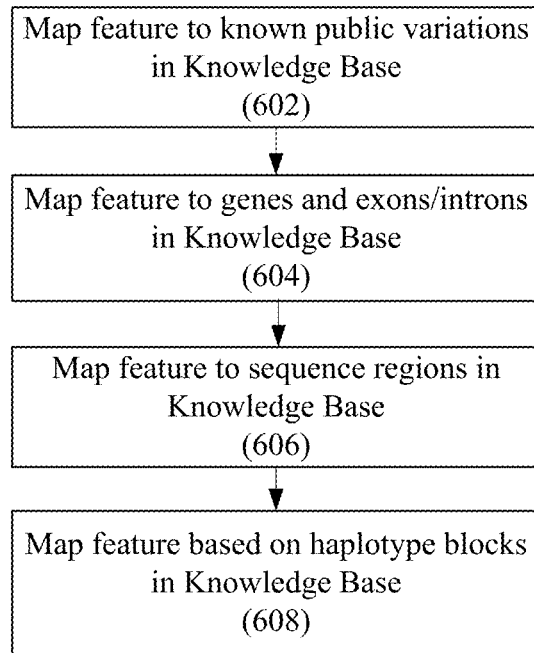 Map feature to known public variations
in Knowledge Base
(602)
Map feature to genes and exons/introns
in Knowledge Base
(604)
Map feature to sequence regions in
Knowledge Base
(606)
Map feature based on haplotype blocks
in Knowledge Base
(608)